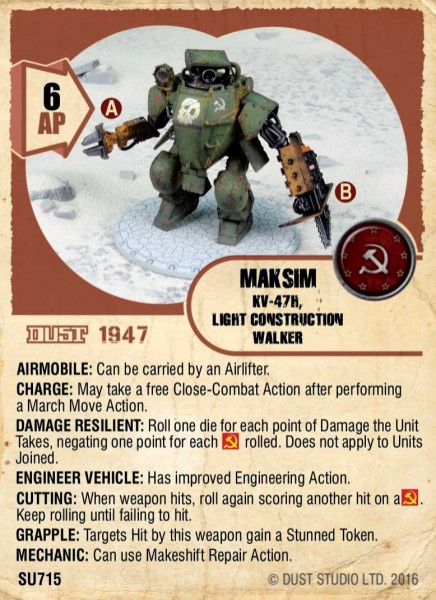 6
AP
A
B
MAKSIM
KV-47H,
LIGHT CONSTRUCTION
WALKER
DUST 1947
AIRMOBILE: Can be carried by an Airlifter.
CHARGE: May take a free Close-Combat Action after performing
a March Move Action.
DAMAGE RESILIENT: Roll one die for each point of Damage the Unit
Takes, negating one point for each rolled. Does not apply to Units
Joined.
ENGINEER VEHICLE: Has improved Engineering Action.
CUTTING: When weapon hits, roll again scoring another hit on a .
Keep rolling until failing to hit.
GRAPPLE: Targets Hit by this weapon gain a Stunned Token.
MECHANIC: Can use Makeshift Repair Action.
SU715
© DUST STUDIO LTD. 2016